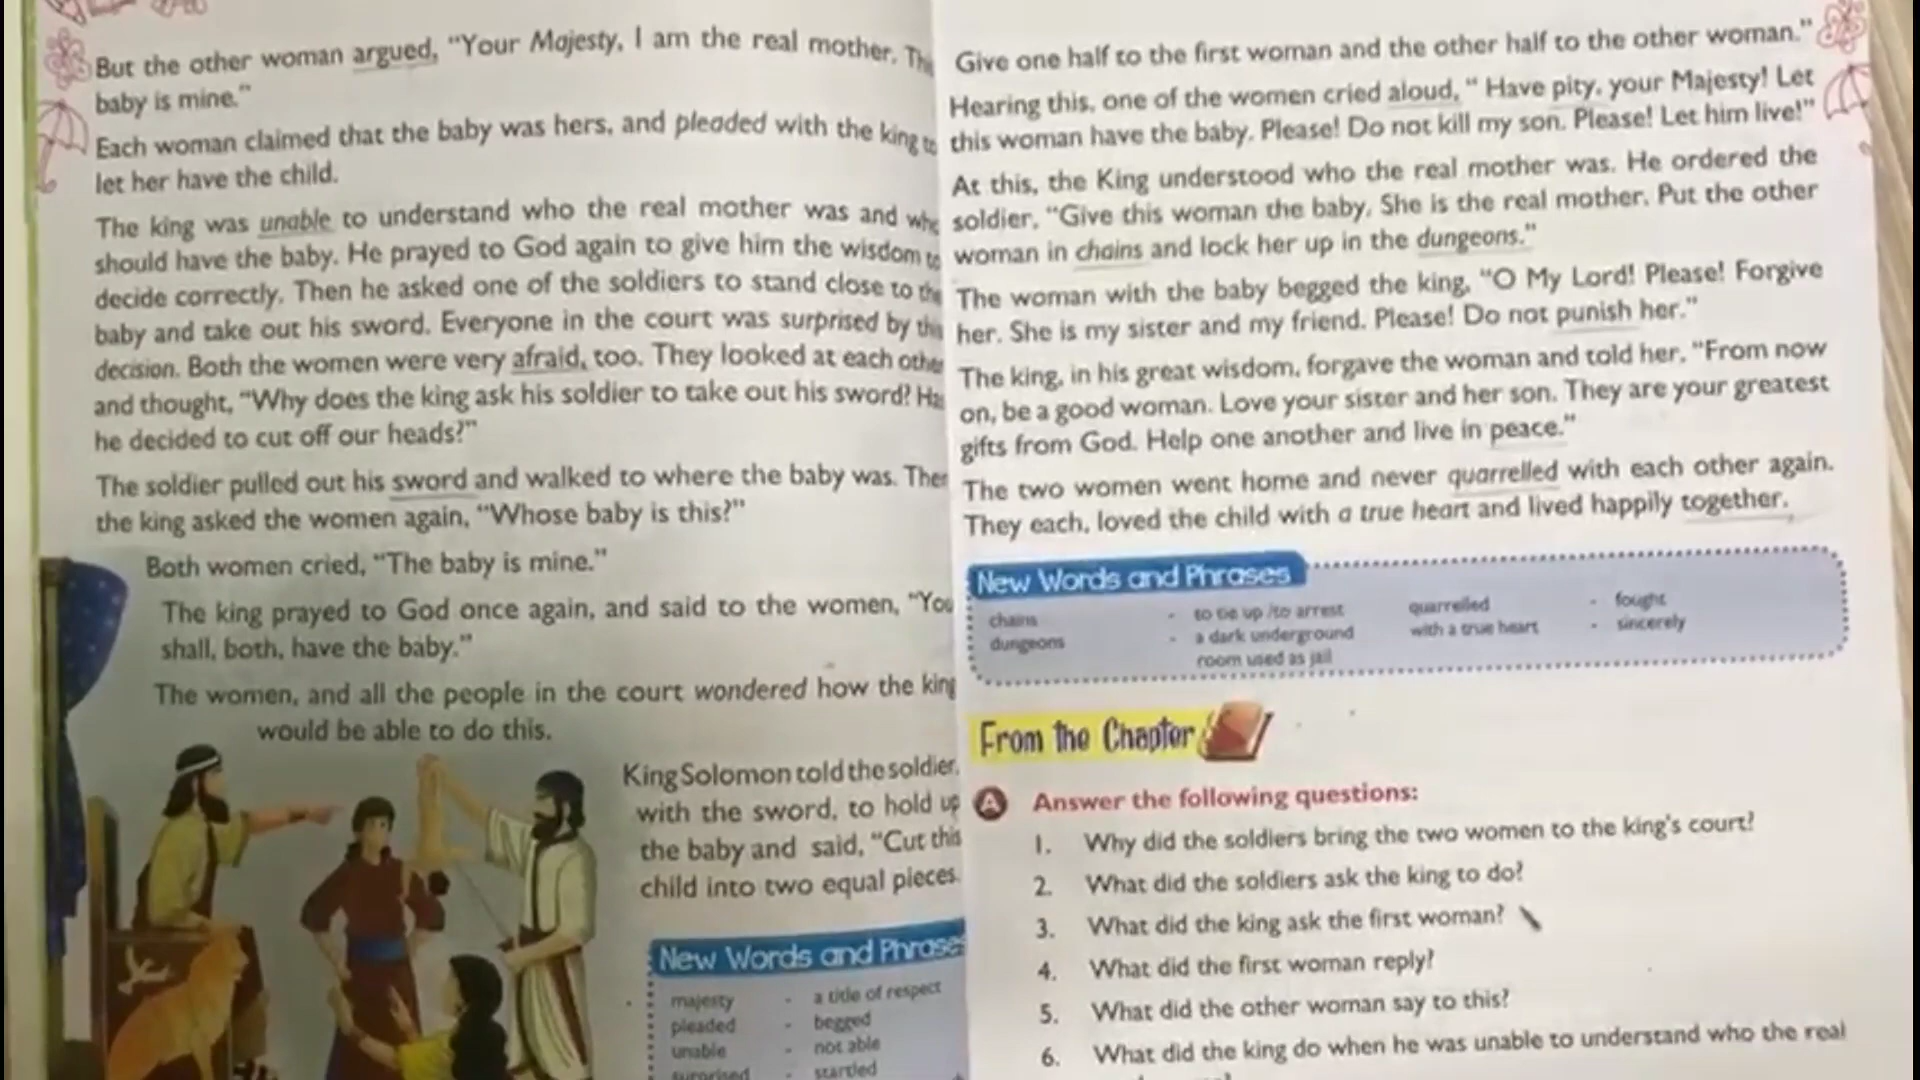 But the other woman argued, "Your Majesty, I am the real mother. The
baby is mine."
Each woman claimed that the baby was hers, and pleaded with the king to
let her have the child.
The king was unable to understand who the real mother was and who
should have the baby. He prayed to God again to give him the wisdom to
decide correctly. Then he asked one of the soldiers to stand close to the
baby and take out his sword. Everyone in the court was surprised by this
decision. Both the women were very afraid, too. They looked at each other
and thought, "Why does the king ask his soldier to take out his sword? Has
he decided to cut off our heads?"
The soldier pulled out his sword and walked to where the baby was. Then
the king asked the women again, "Whose baby is this?"
Both women cried, "The baby is mine."
The king prayed to God once again, and said to the women, "You
shall, both, have the baby."
The women, and all the people in the court wondered how the king
would be able to do this.
King Solomon told the soldier,
with the sword, to hold up
the baby and said, "Cut this
child into two equal pieces.
New Words and Phrases
majesty - a title of respect
pleaded - begged
unable - not able
surprised - startled
Give one half to the first woman and the other half to the other woman."
Hearing this, one of the women cried aloud, " Have pity, your Majesty! Let
this woman have the baby. Please! Do not kill my son. Please! Let him live!"
At this, the King understood who the real mother was. He ordered the
soldier, "Give this woman the baby. She is the real mother. Put the other
woman in chains and lock her up in the dungeons."
The woman with the baby begged the king, "O My Lord! Please! Forgive
her. She is my sister and my friend. Please! Do not punish her."
The king, in his great wisdom, forgave the woman and told her, "From now
on, be a good woman. Love your sister and her son. They are your greatest
gifts from God. Help one another and live in peace."
The two women went home and never quarrelled with each other again.
They each, loved the child with a true heart and lived happily together.
New Words and Phrases
chains - to tie up /to arrest quarrelled - fought
dungeons - a dark underground with a true heart - sincerely
room used as jail
From the Chapter
A Answer the following questions:
1. Why did the soldiers bring the two women to the king's court?
2. What did the soldiers ask the king to do?
3. What did the king ask the first woman?
4. What did the first woman reply?
5. What did the other woman say to this?
6. What did the king do when he was unable to understand who the real